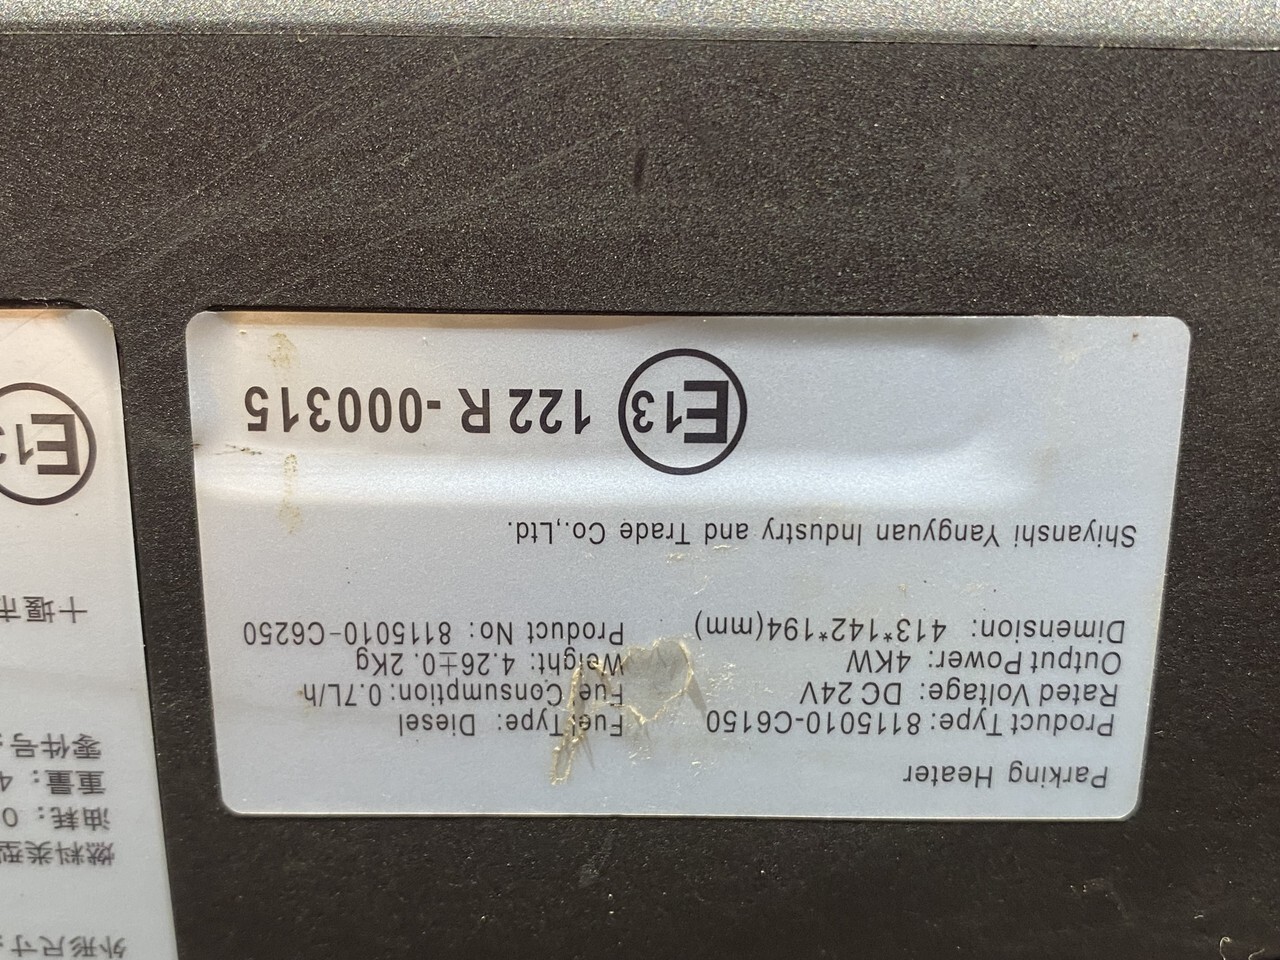 Parking Heater
Product Type: 8115010-C6150
Fuel Type: Diesel
Rated Voltage: DC 24V
Fuel Consumption: 0.7L/h
Output Power: 4KW
Weight: 4.26±0.2Kg
Dimension: 413*142*194(mm)
Product No: 8115010-C6250
Shiyanshi Yangyuan Industry and Trade Co.,Ltd.
E13 122 R-000315
外形尺寸:
燃料类型
油耗: 0
重量: 4
零件号:
十堰市
E13